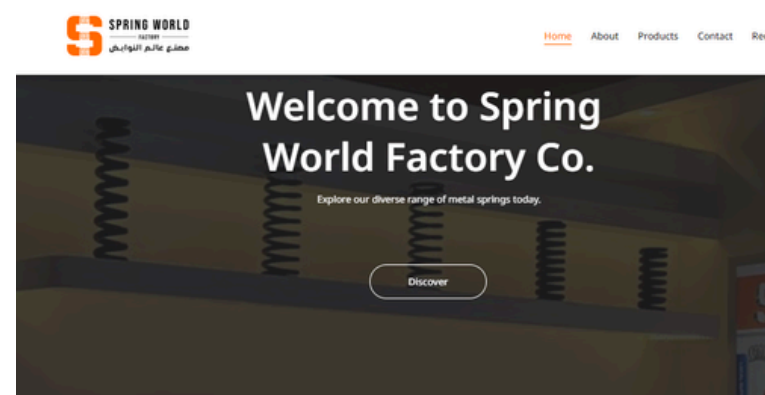 SPRING WORLD
FACTORY
مصنع عالم النوابض
Home About Products Contact
Welcome to Spring
World Factory Co.
Explore our diverse range of metal springs today.
Discover